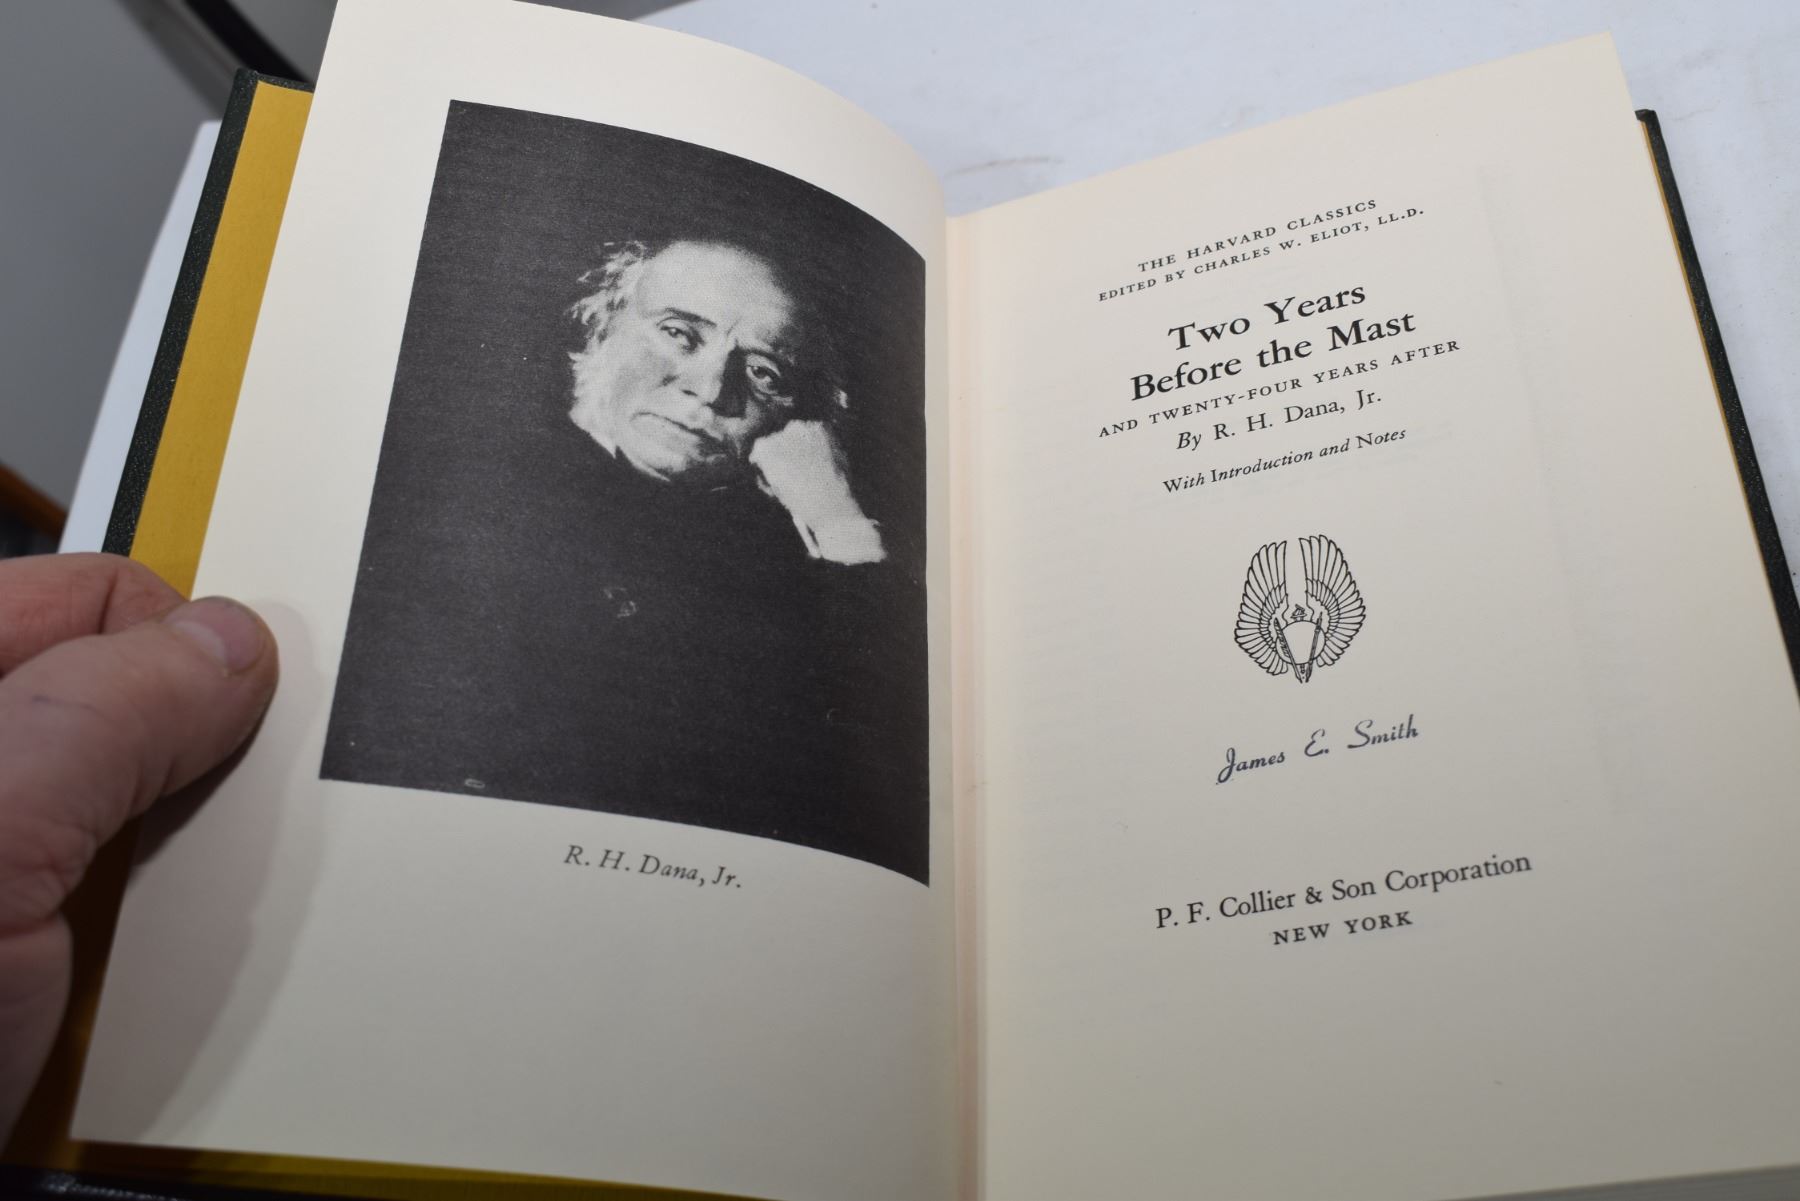 R. H. Dana, Jr.
THE HARVARD CLASSICS
EDITED BY CHARLES W. ELIOT, LL.D.
Two Years
Before the Mast
AND TWENTY-FOUR YEARS AFTER
By R. H. Dana, Jr.
With Introduction and Notes
James E. Smith
P. F. Collier & Son Corporation
NEW YORK